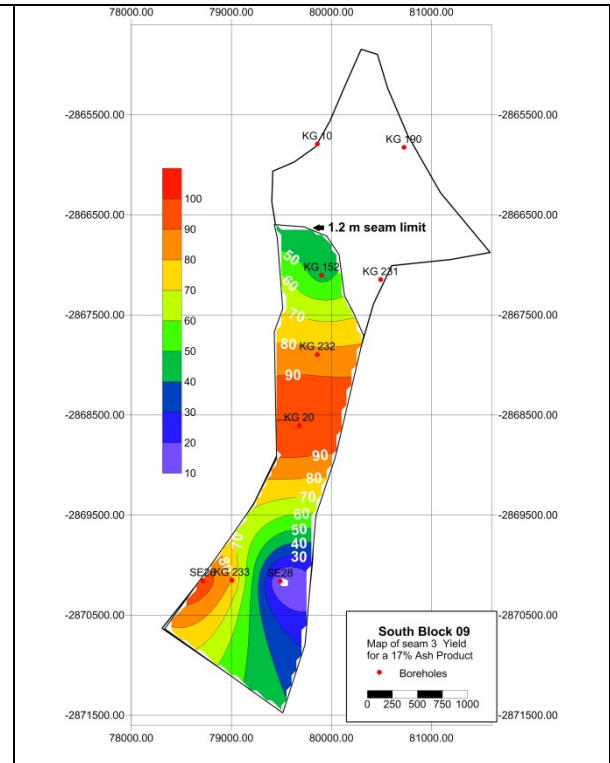 78000.00 79000.00 80000.00 81000.00
-2865500.00 -2865500.00
KG 10
KG 190
-2866500.00 -2866500.00
1.2 m seam limit
50
KG 152
KG 231
60
-2867500.00 -2867500.00
70
80
KG 232
90
-2868500.00 -2868500.00
KG 20
90
80
70
-2869500.00 -2869500.00
60
50
40
30
70
80
SE26
KG 233
SE28
-2870500.00 -2870500.00
-2871500.00 -2871500.00
78000.00 79000.00 80000.00 81000.00
100
90
80
70
60
50
40
30
20
10
South Block 09
Map of seam 3 Yield
for a 17% Ash Product
Boreholes
0 250 500 750 1000